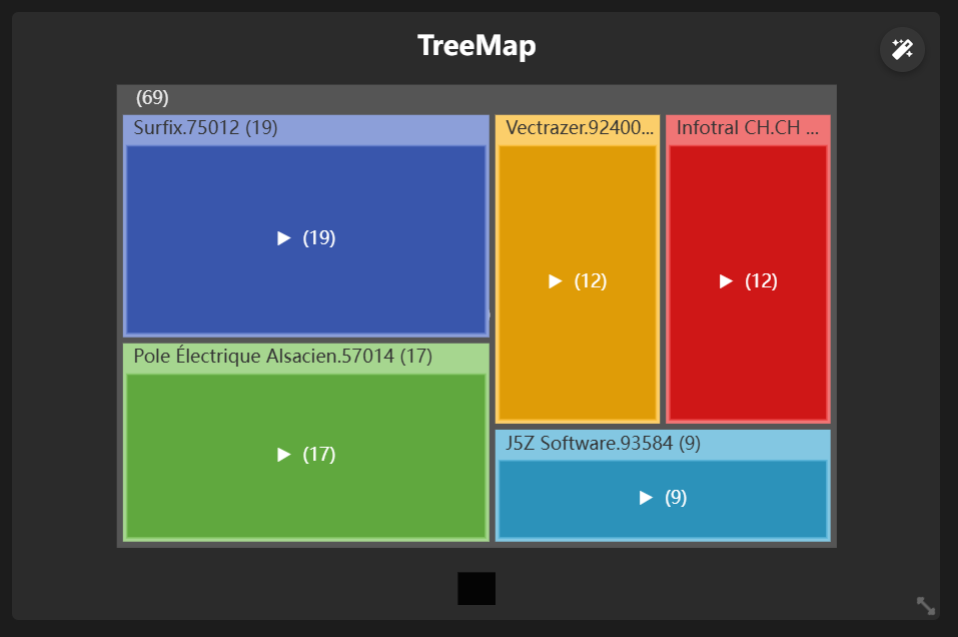 TreeMap
(69)
Surfix.75012 (19)
▶ (19)
Pole Électrique Alsacien.57014 (17)
▶ (17)
Vectrazer.92400...
▶ (12)
Infotral CH.CH ...
▶ (12)
J5Z Software.93584 (9)
▶ (9)